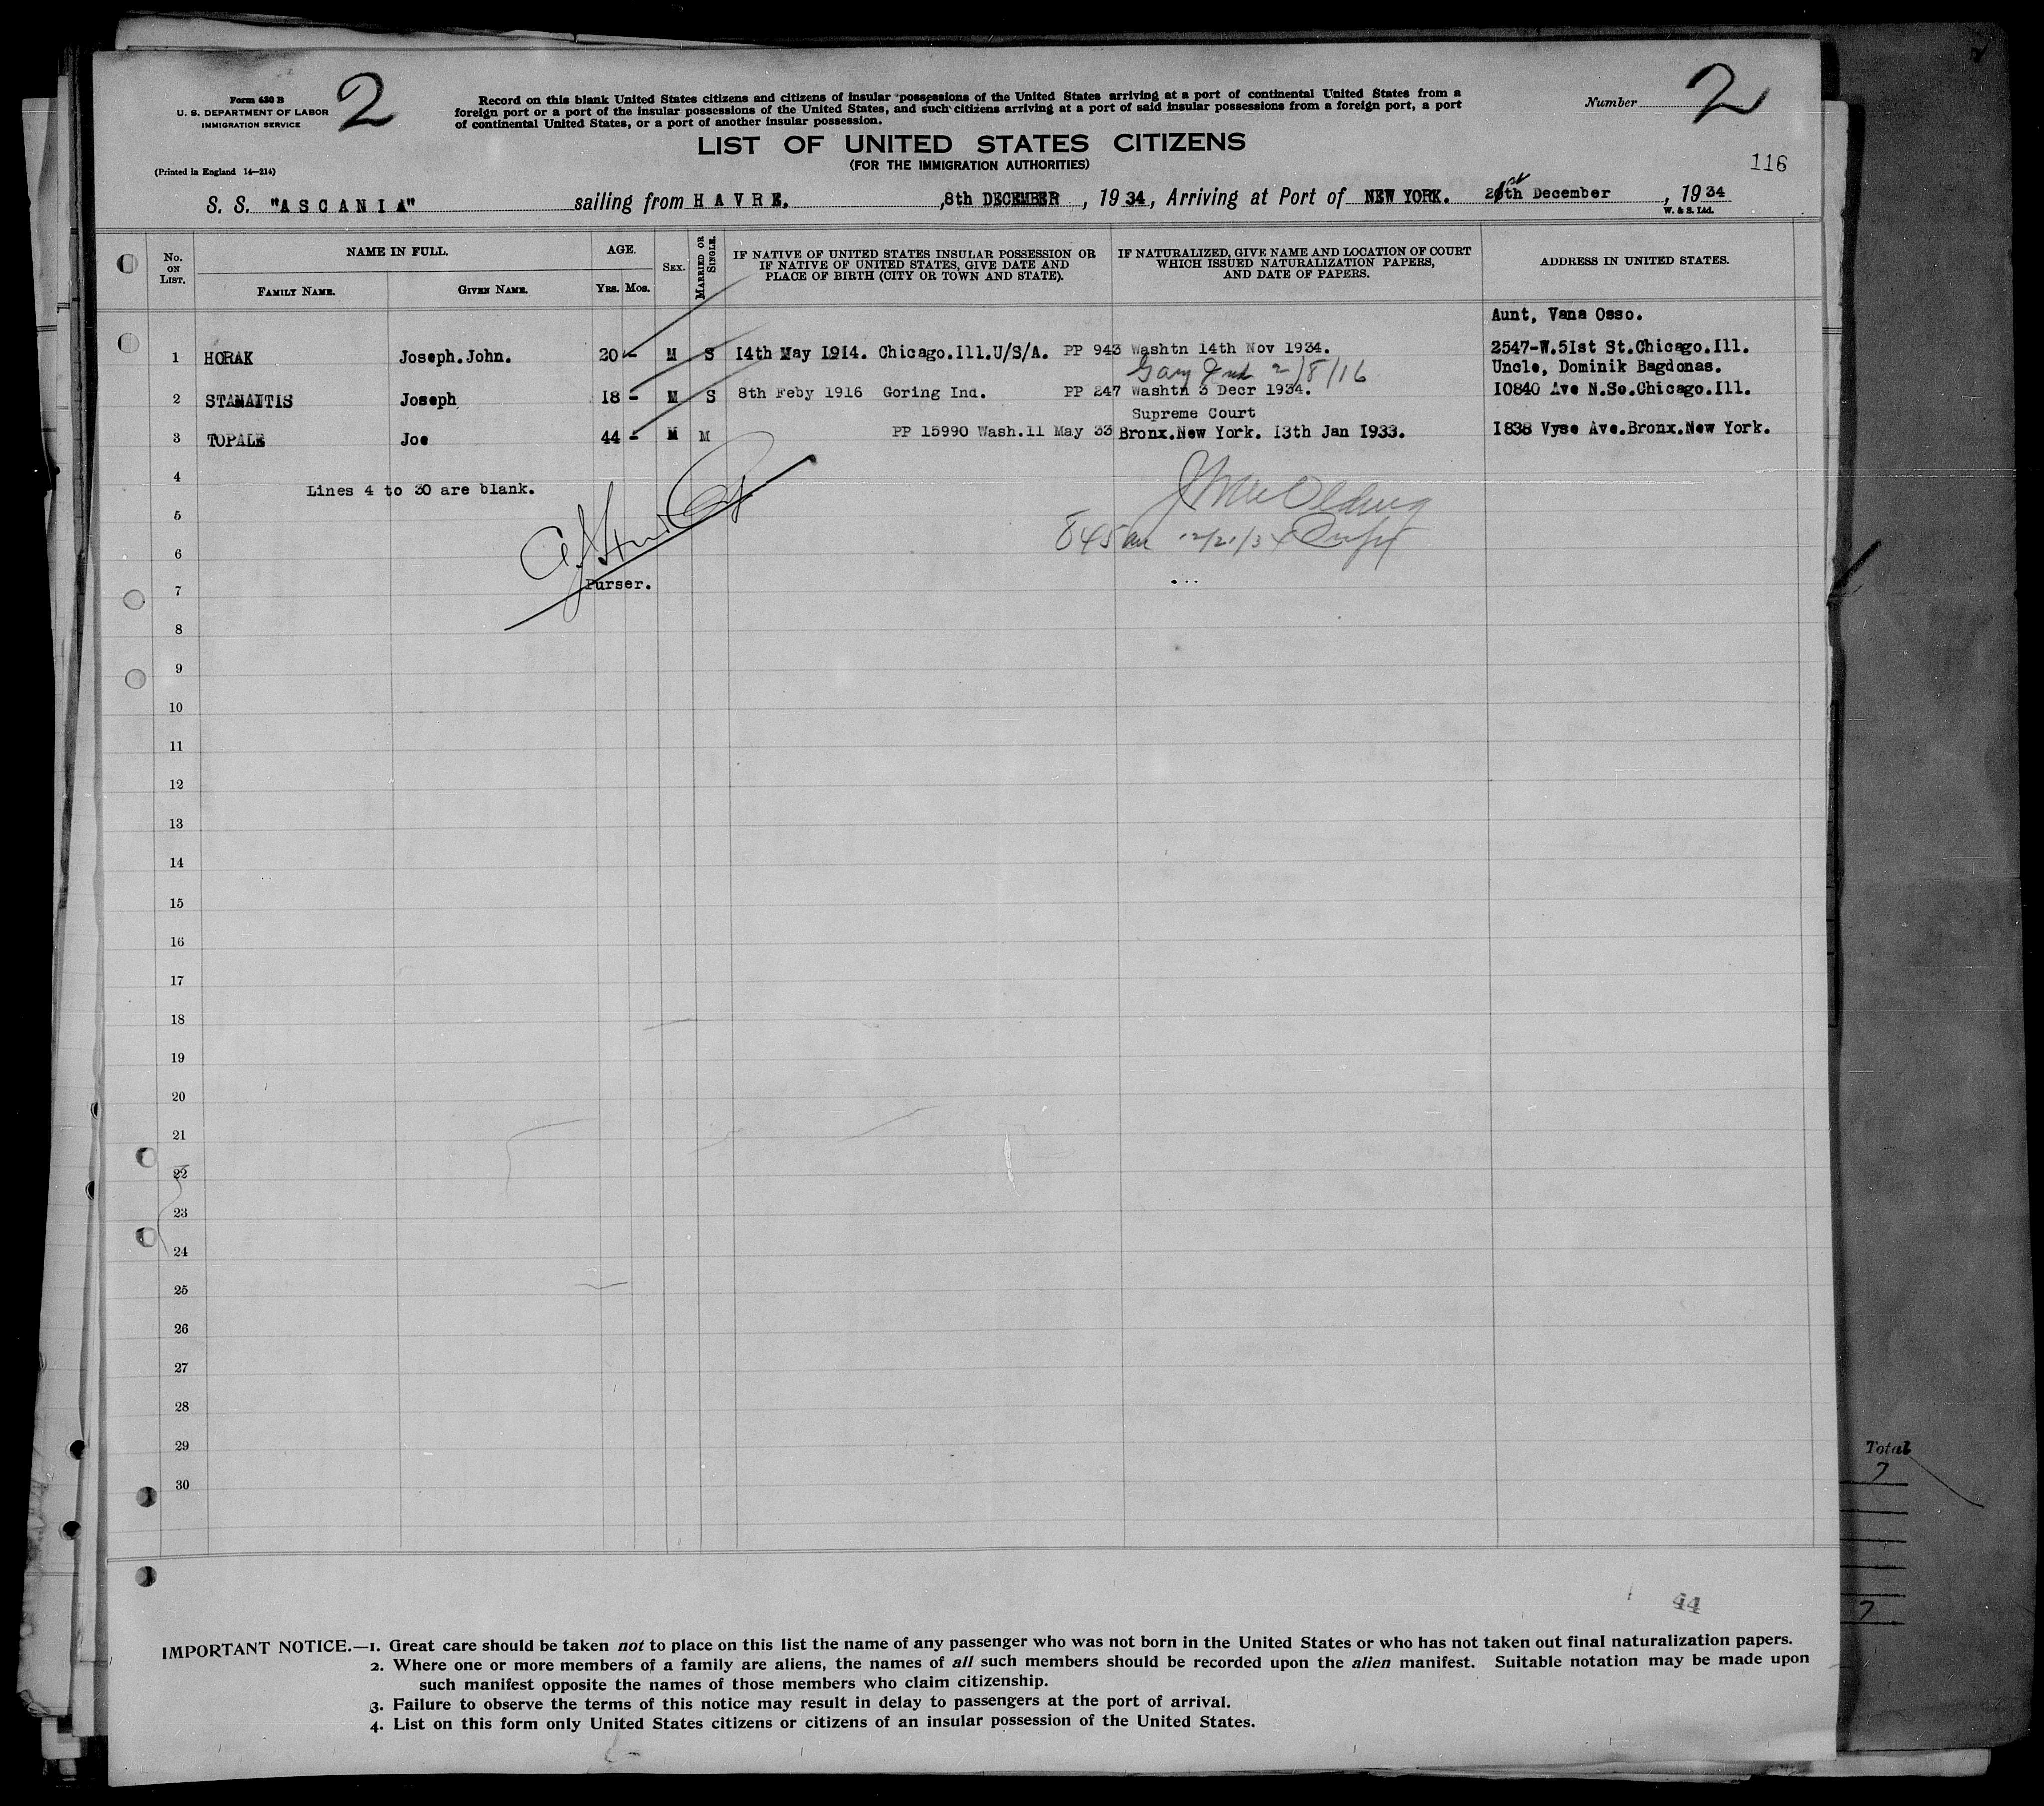 Form 630 B
U. S. DEPARTMENT OF LABOR
IMMIGRATION SERVICE
2
Record on this blank United States citizens and citizens of insular possessions of the United States arriving at a port of continental United States from a
foreign port or a port of the insular possessions of the United States, and such citizens arriving at a port of said insular possessions from a foreign port, a port
of continental United States, or a port of another insular possession.
Number 2
LIST OF UNITED STATES CITIZENS
(FOR THE IMMIGRATION AUTHORITIES)
(Printed in England 14—214)
116
S. S. "ASCANIA" sailing from HAVRE. ,8th DECEMBER , 1934, Arriving at Port of NEW YORK. 21st December , 1934
W. & S. Ltd.
No. ON LIST.
NAME IN FULL.
FAMILY NAME.
GIVEN NAME.
AGE.
YRS. MOS.
SEX.
MARRIED OR SINGLE.
IF NATIVE OF UNITED STATES INSULAR POSSESSION OR
IF NATIVE OF UNITED STATES, GIVE DATE AND
PLACE OF BIRTH (CITY OR TOWN AND STATE).
IF NATURALIZED, GIVE NAME AND LOCATION OF COURT
WHICH ISSUED NATURALIZATION PAPERS,
AND DATE OF PAPERS.
ADDRESS IN UNITED STATES.
Aunt, Vana Osso.
1 HORAK Joseph.John. 20 - M S 14th May 1914. Chicago.Ill.U/S/A. PP 943 Washtn 14th Nov 1934. 2547-W.51st St.Chicago.Ill.
Gary Ind 2/8/16 Uncle, Dominik Bagdonas.
2 STAMAITIS Joseph 18 - M S 8th Feby 1916 Goring Ind. PP 247 Washtn 3 Decr 1934. 10840 Ave N.So.Chicago.Ill.
Supreme Court
3 TOPALE Joe 44 - M M PP 15990 Wash.11 May 33 Bronx.New York. 13th Jan 1933. 1838 Vyse Ave.Bronx.New York.
4
Lines 4 to 30 are blank.
5
845 am 12/21/34
6
7
Purser.
8
9
10
11
12
13
14
15
16
17
18
19
20
21
22
23
24
25
26
27
28
29
30
Total
7
7
44
IMPORTANT NOTICE.—1. Great care should be taken not to place on this list the name of any passenger who was not born in the United States or who has not taken out final naturalization papers.
2. Where one or more members of a family are aliens, the names of all such members should be recorded upon the alien manifest. Suitable notation may be made upon
such manifest opposite the names of those members who claim citizenship.
3. Failure to observe the terms of this notice may result in delay to passengers at the port of arrival.
4. List on this form only United States citizens or citizens of an insular possession of the United States.